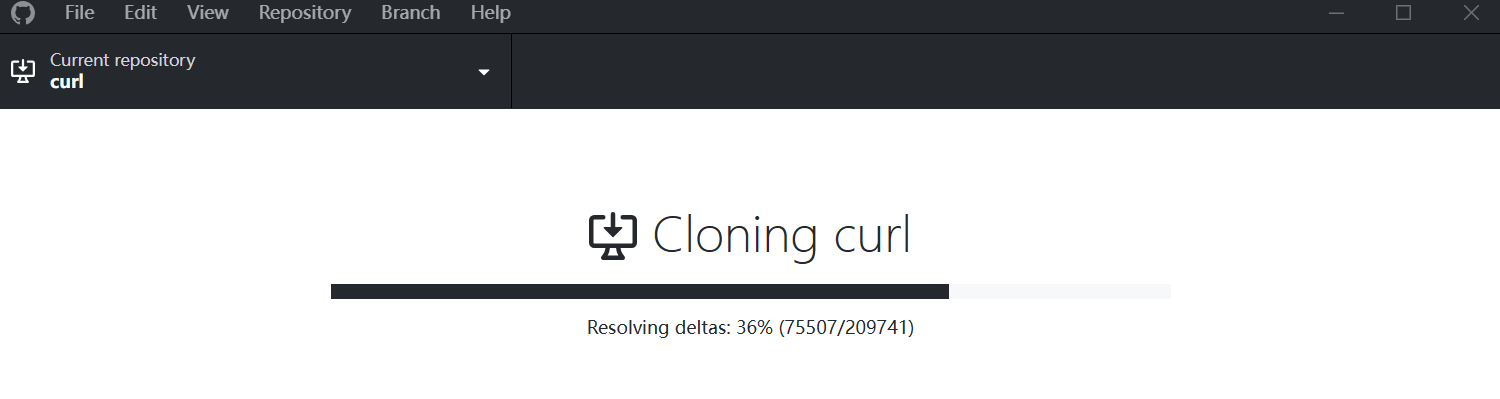 File Edit View Repository Branch Help
Current repository
curl
Cloning curl
Resolving deltas: 36% (75507/209741)